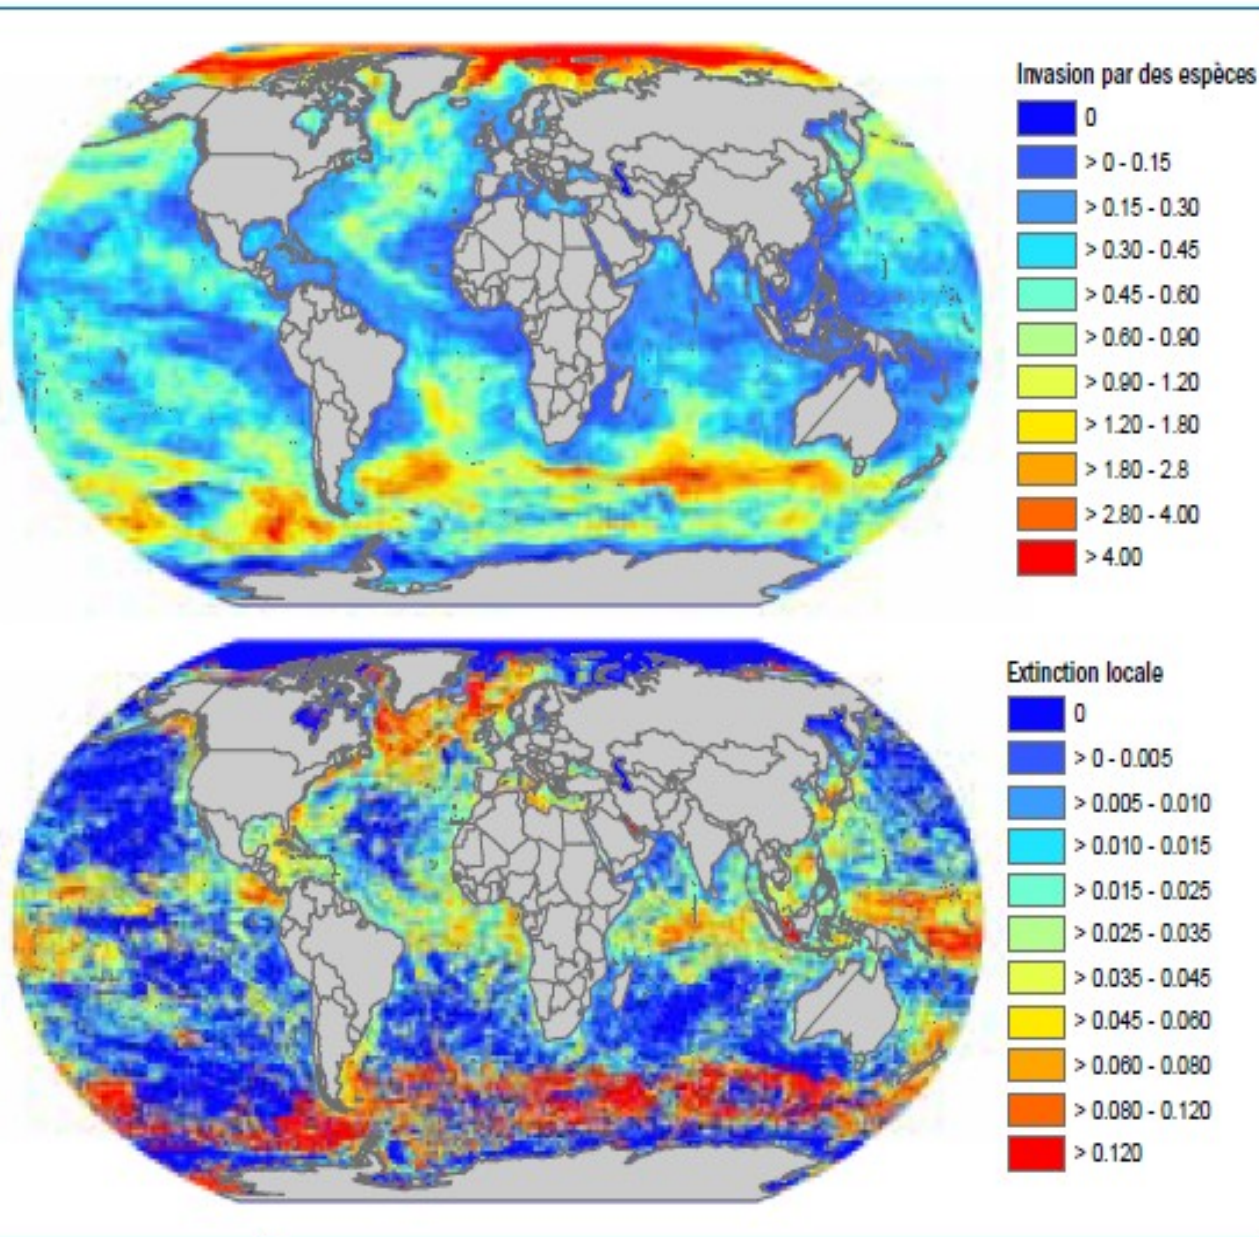 Invasion par des espèces
0
> 0 - 0.15
> 0.15 - 0.30
> 0.30 - 0.45
> 0.45 - 0.60
> 0.60 - 0.90
> 0.90 - 1.20
> 1.20 - 1.80
> 1.80 - 2.8
> 2.80 - 4.00
> 4.00
Extinction locale
0
> 0 - 0.005
> 0.005 - 0.010
> 0.010 - 0.015
> 0.015 - 0.025
> 0.025 - 0.035
> 0.035 - 0.045
> 0.045 - 0.060
> 0.060 - 0.080
> 0.080 - 0.120
> 0.120